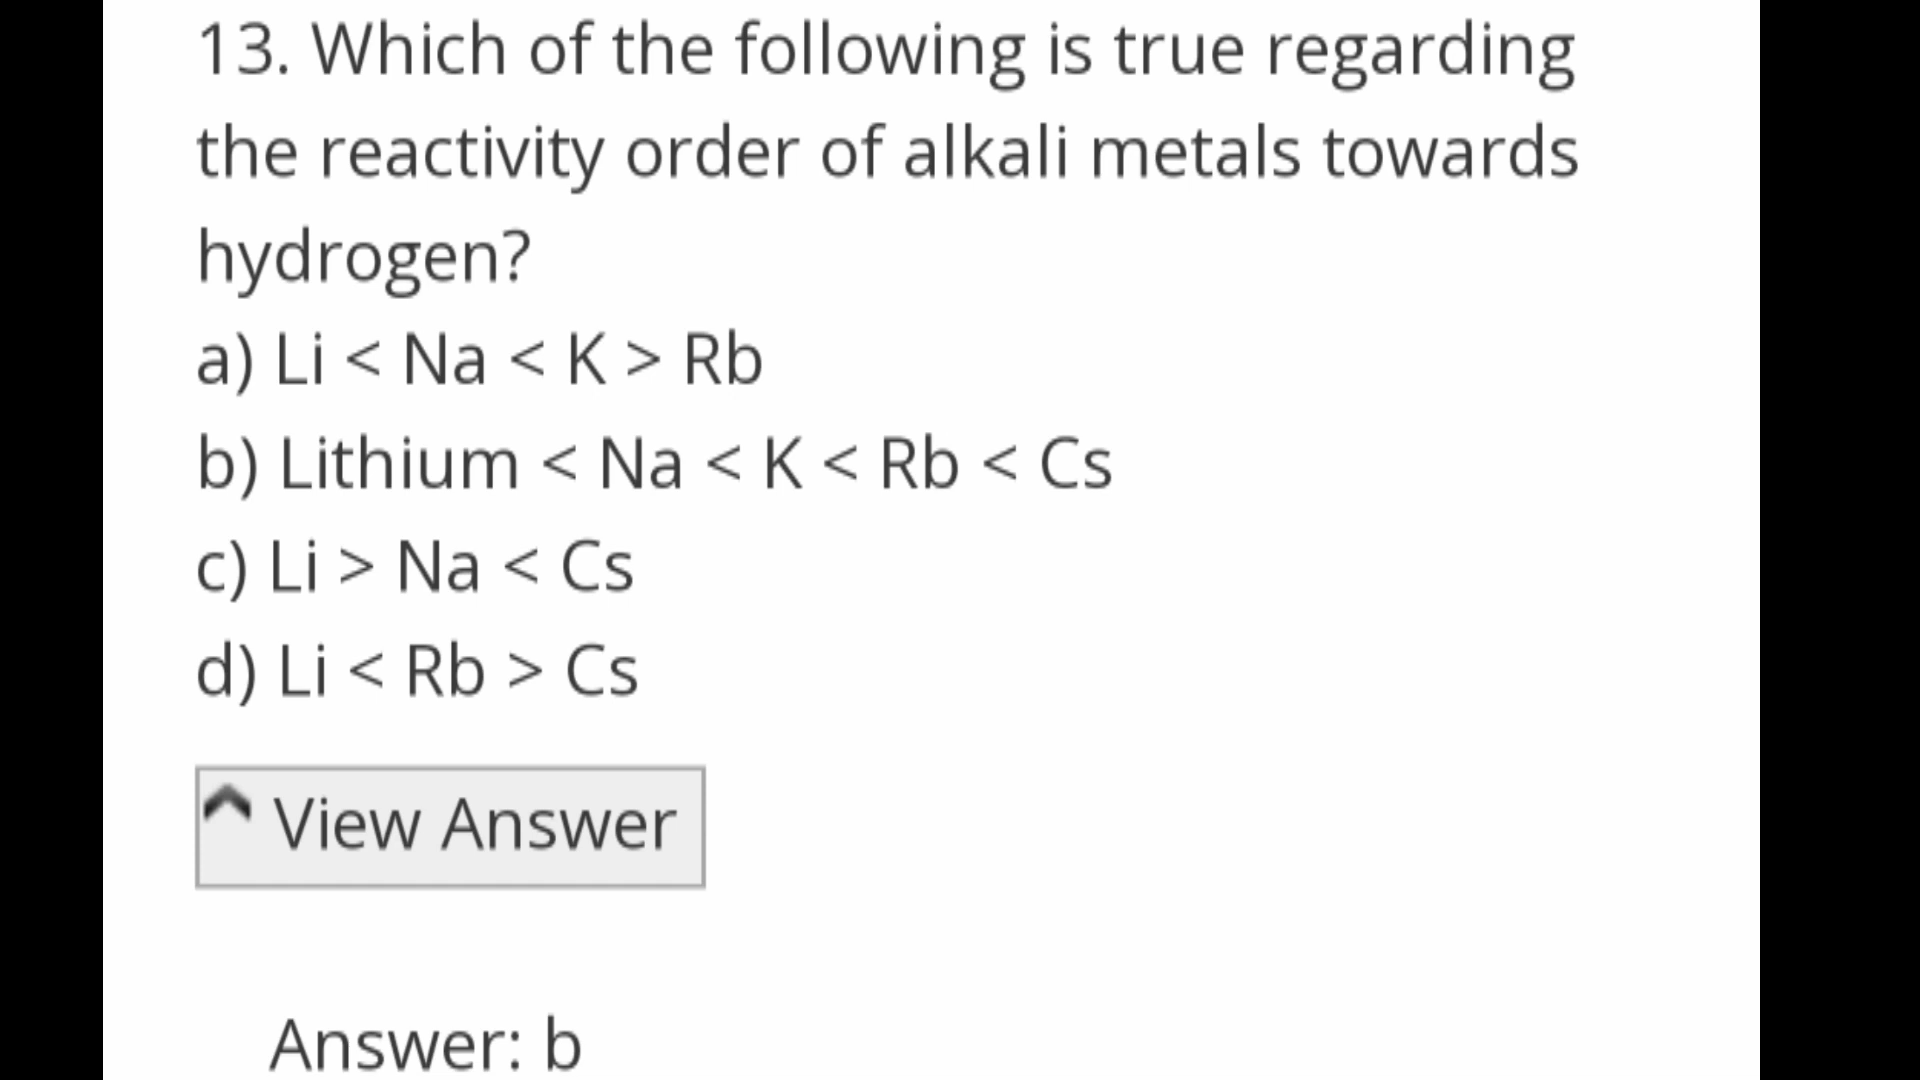 13. Which of the following is true regarding
the reactivity order of alkali metals towards
hydrogen?
a) Li < Na < K > Rb
b) Lithium < Na < K < Rb < Cs
c) Li > Na < Cs
d) Li < Rb > Cs
View Answer
Answer: b